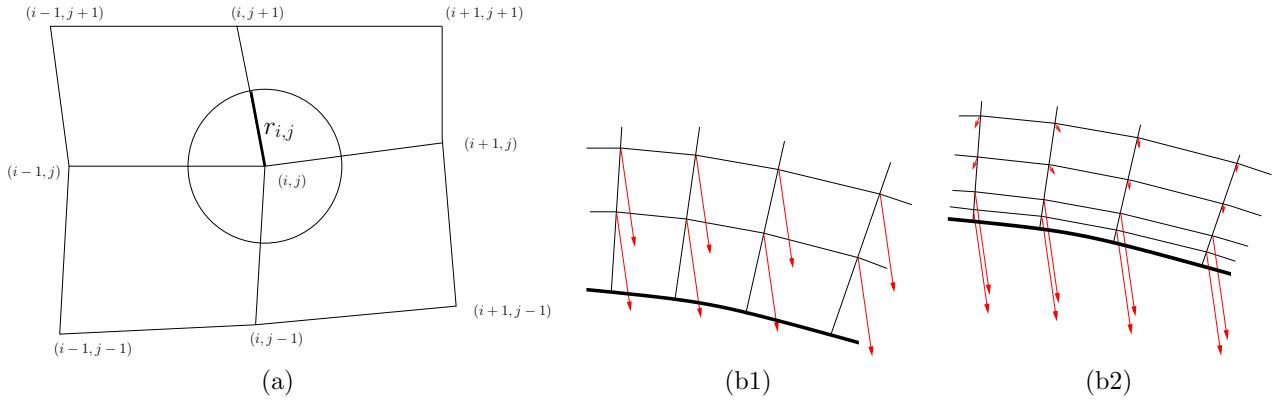 (i−1, j+1) (i, j+1) (i+1, j+1)
r_{i,j}
(i+1, j)
(i−1, j)
(i, j)
(i+1, j−1)
(i−1, j−1) (i, j−1)
(a) (b1) (b2)